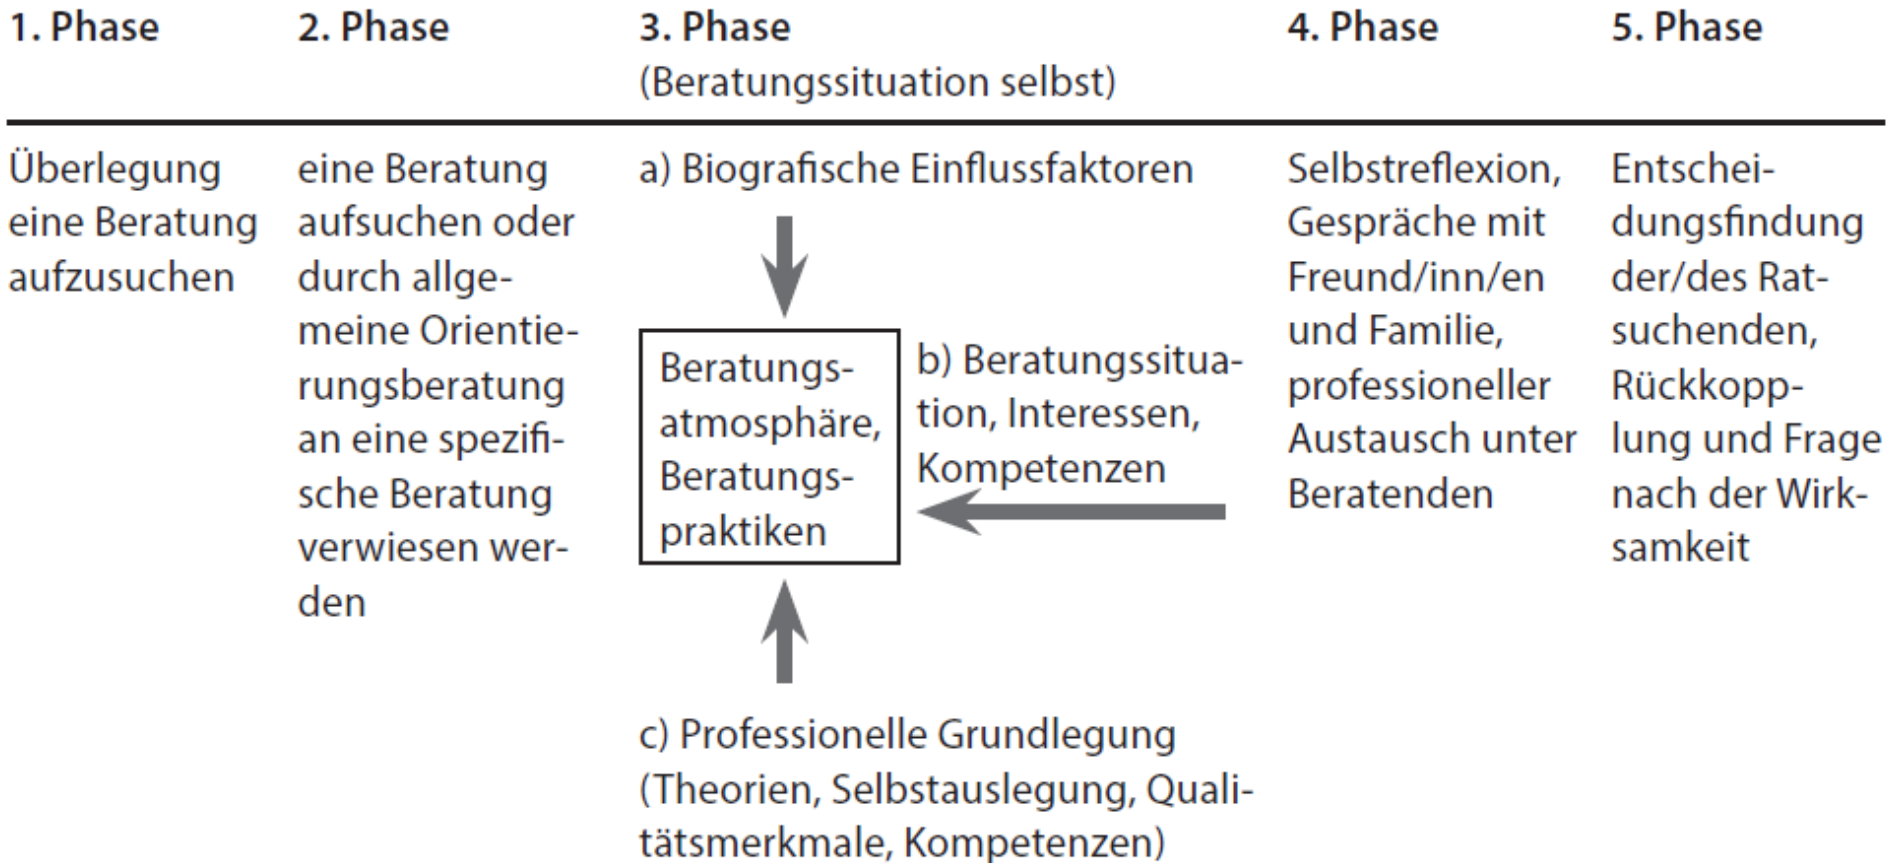 1. Phase
2. Phase
3. Phase
(Beratungssituation selbst)
4. Phase
5. Phase
Überlegung
eine Beratung
aufzusuchen
eine Beratung
aufsuchen oder
durch allge-
meine Orientie-
rungsberatung
an eine spezifi-
sche Beratung
verwiesen wer-
den
a) Biografische Einflussfaktoren
Beratungs-
atmosphäre,
Beratungs-
praktiken
b) Beratungssitua-
tion, Interessen,
Kompetenzen
c) Professionelle Grundlegung
(Theorien, Selbstauslegung, Quali-
tätsmerkmale, Kompetenzen)
Selbstreflexion,
Gespräche mit
Freund/inn/en
und Familie,
professioneller
Austausch unter
Beratenden
Entschei-
dungsfindung
der/des Rat-
suchenden,
Rückkopp-
lung und Frage
nach der Wirk-
samkeit